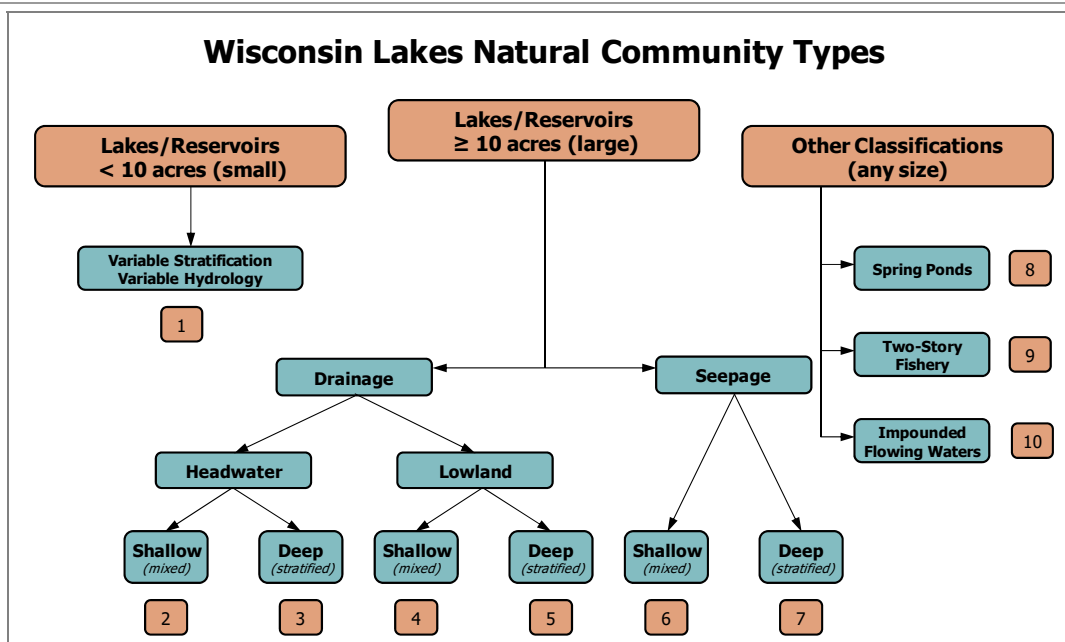 Wisconsin Lakes Natural Community Types
Lakes/Reservoirs
< 10 acres (small)
Lakes/Reservoirs
≥ 10 acres (large)
Other Classifications
(any size)
Variable Stratification
Variable Hydrology
1
Spring Ponds
8
Two-Story
Fishery
9
Impounded
Flowing Waters
10
Drainage
Seepage
Headwater
Lowland
Shallow
(mixed)
Deep
(stratified)
Shallow
(mixed)
Deep
(stratified)
Shallow
(mixed)
Deep
(stratified)
2
3
4
5
6
7